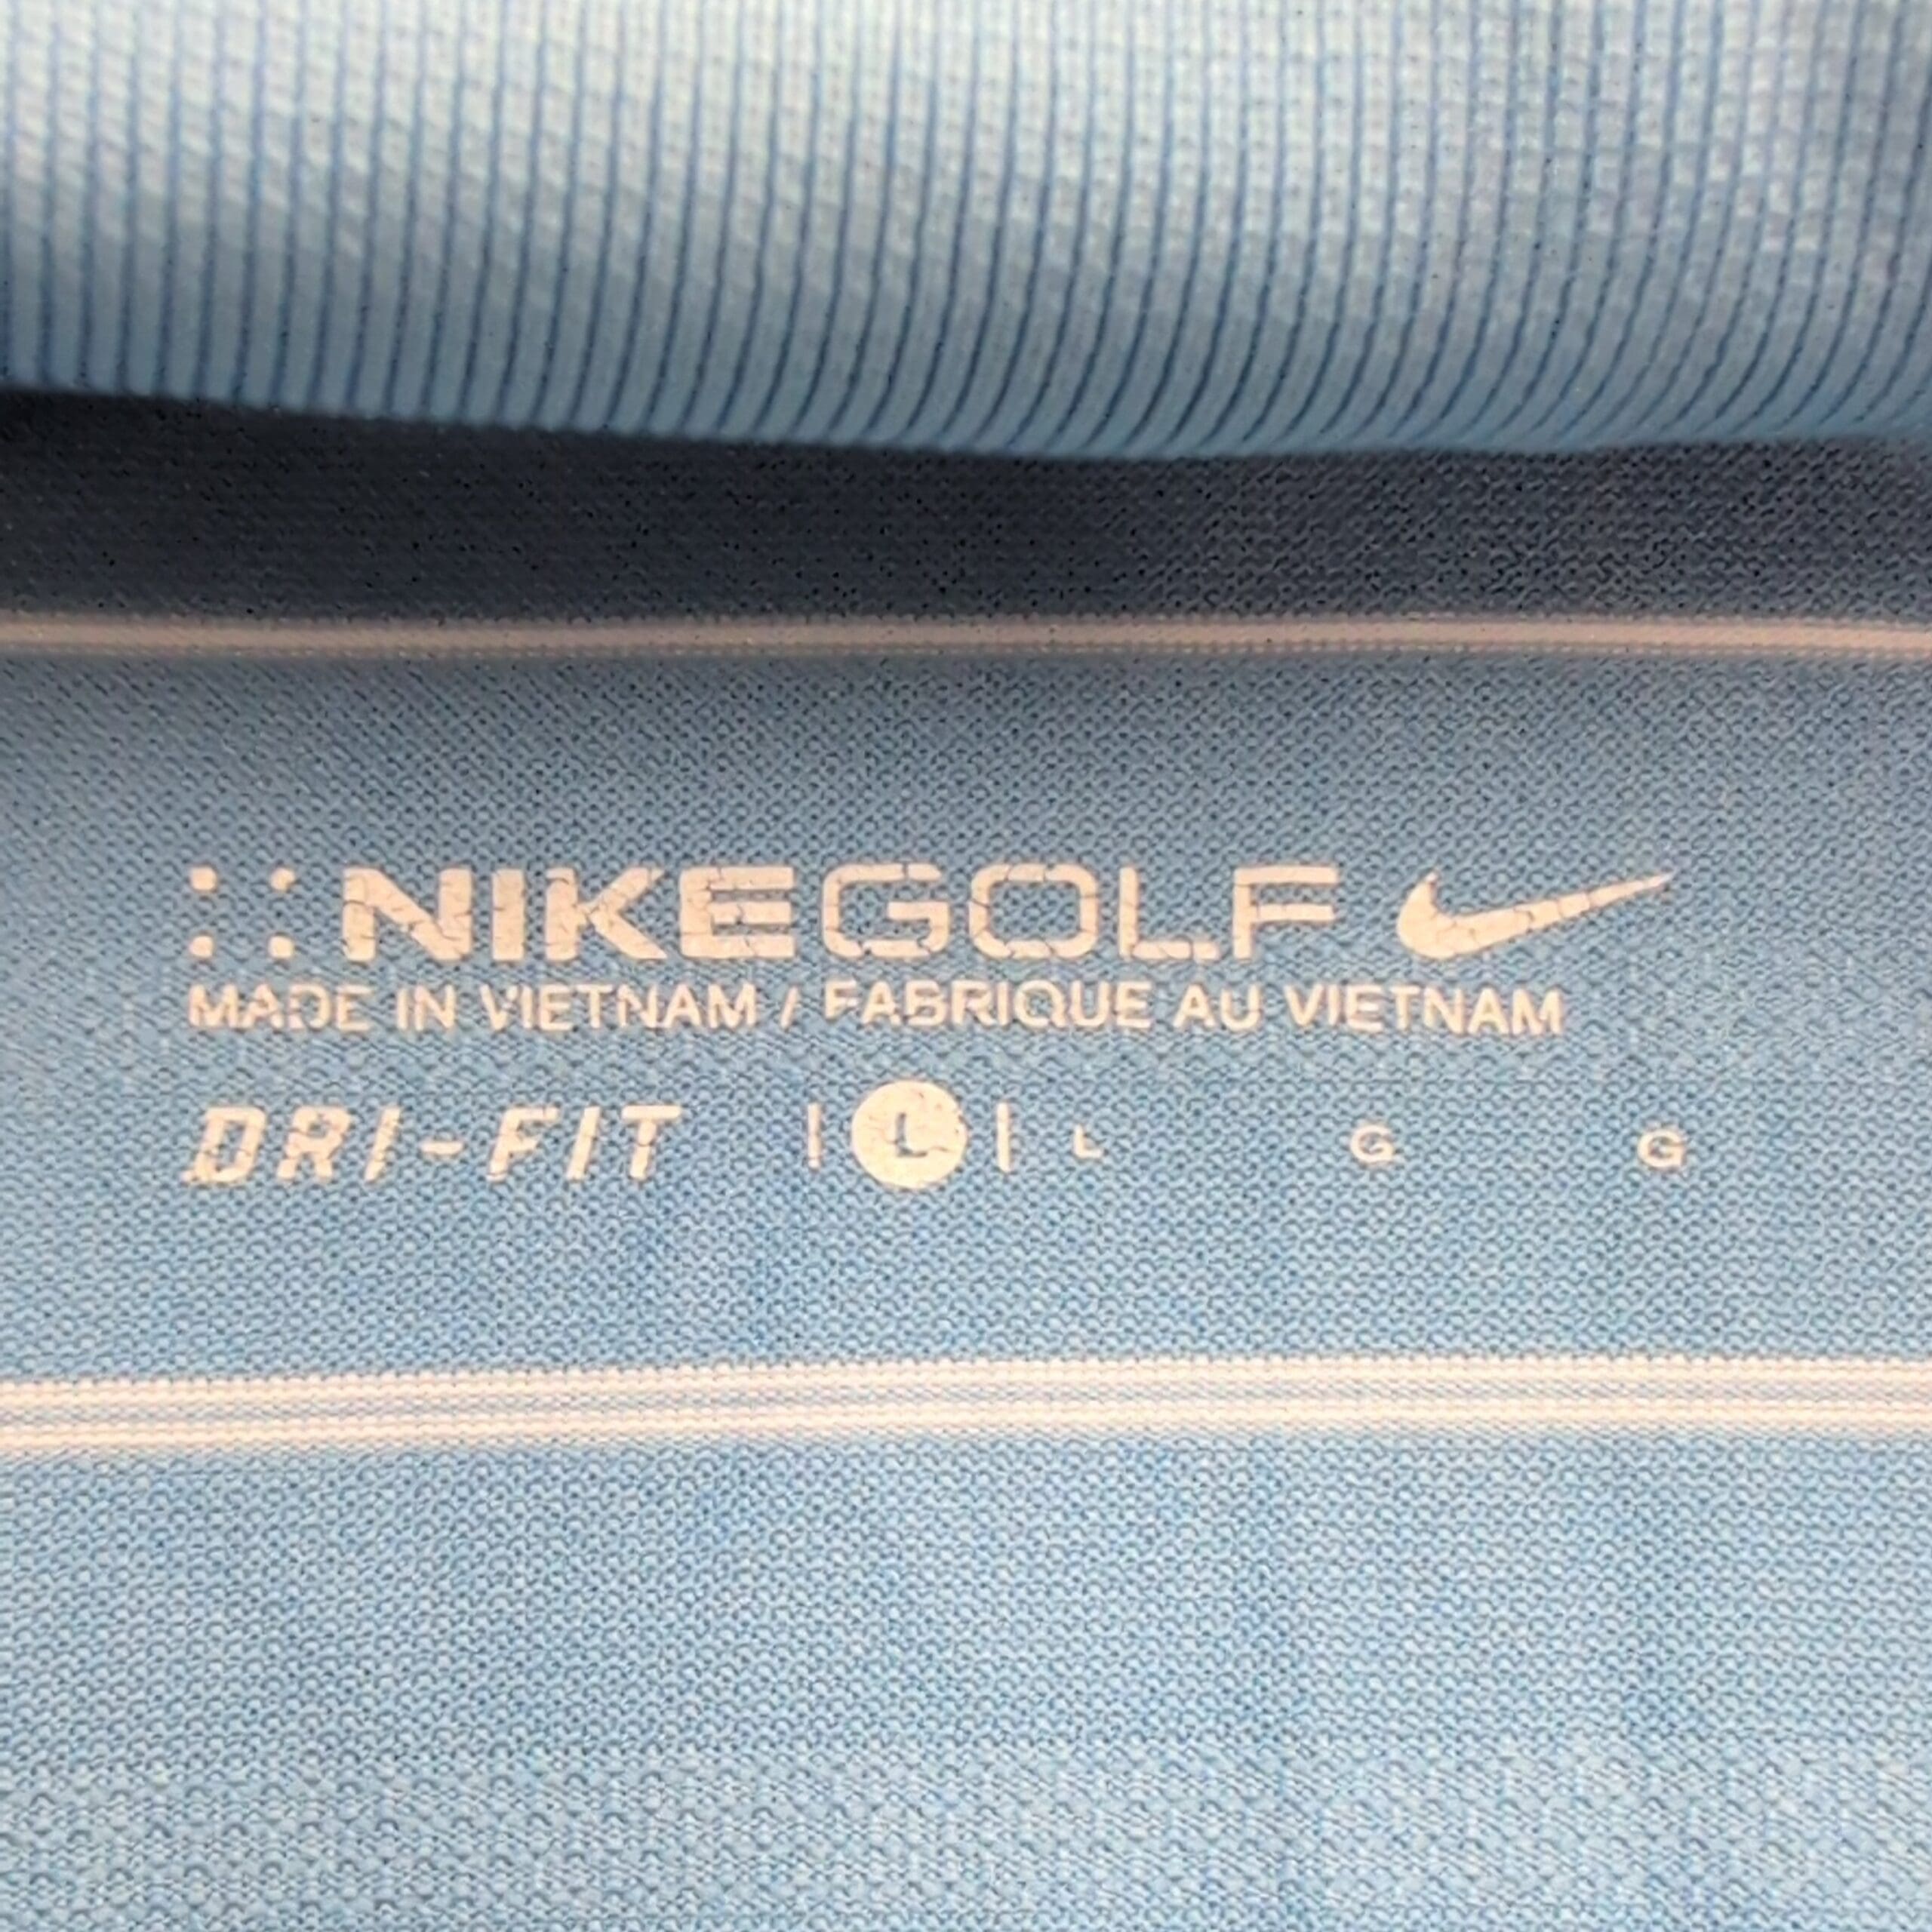 NIKEGOLF
MADE IN VIETNAM / FABRIQUE AU VIETNAM
DRI-FIT | L | L G G